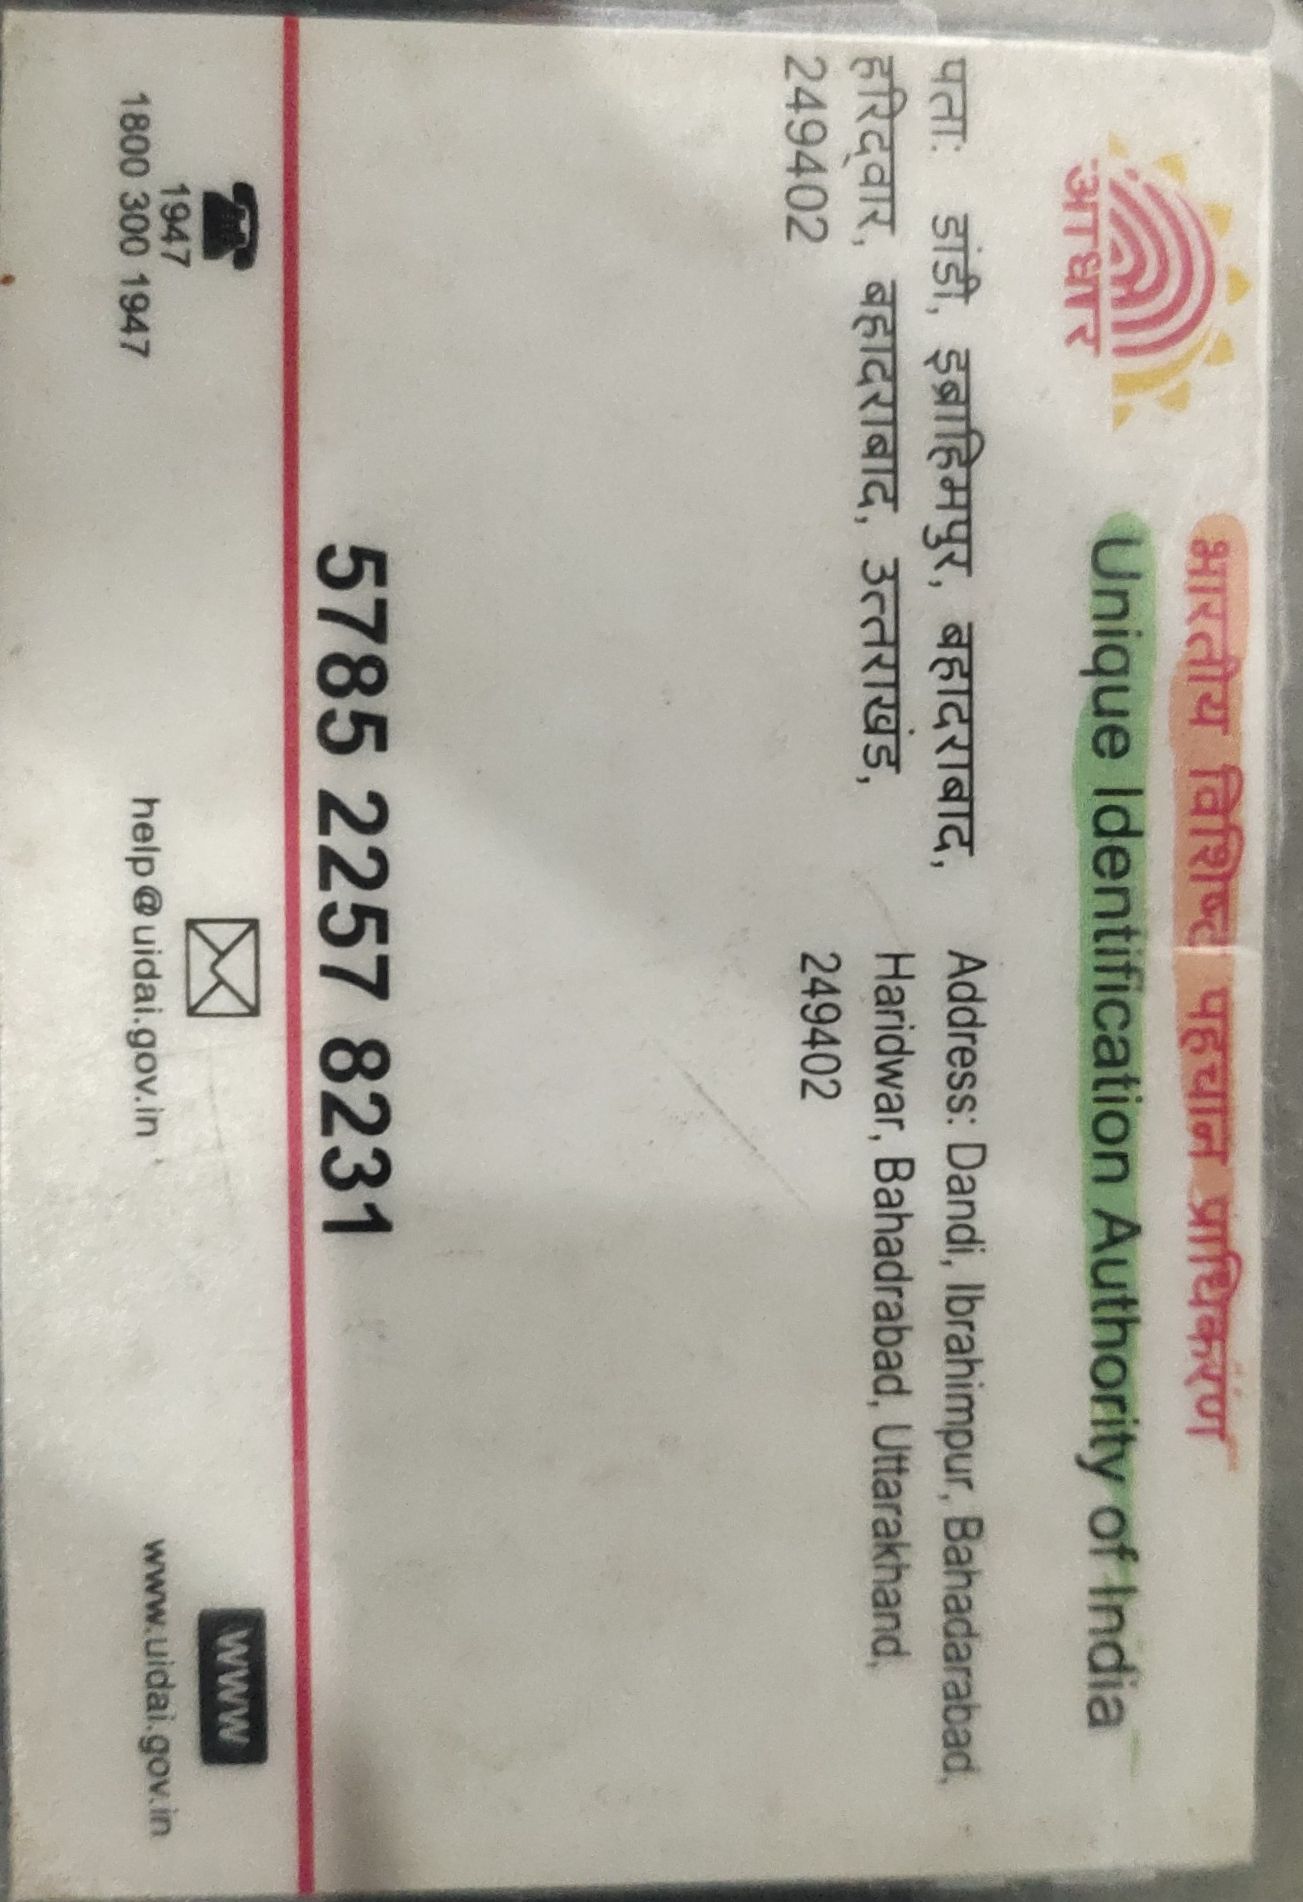 आधार
भारतीय विशिष्ट पहचान प्राधिकरण
Unique Identification Authority of India
पता: डांडी, इब्राहिमपुर, बहादराबाद,
हरिद्वार, बहादराबाद, उत्तराखंड,
249402
Address: Dandi, Ibrahimpur, Bahadarabad,
Haridwar, Bahadrabad, Uttarakhand,
249402
5785 2257 8231
1947
1800 300 1947
help@uidai.gov.in
WWW
www.uidai.gov.in